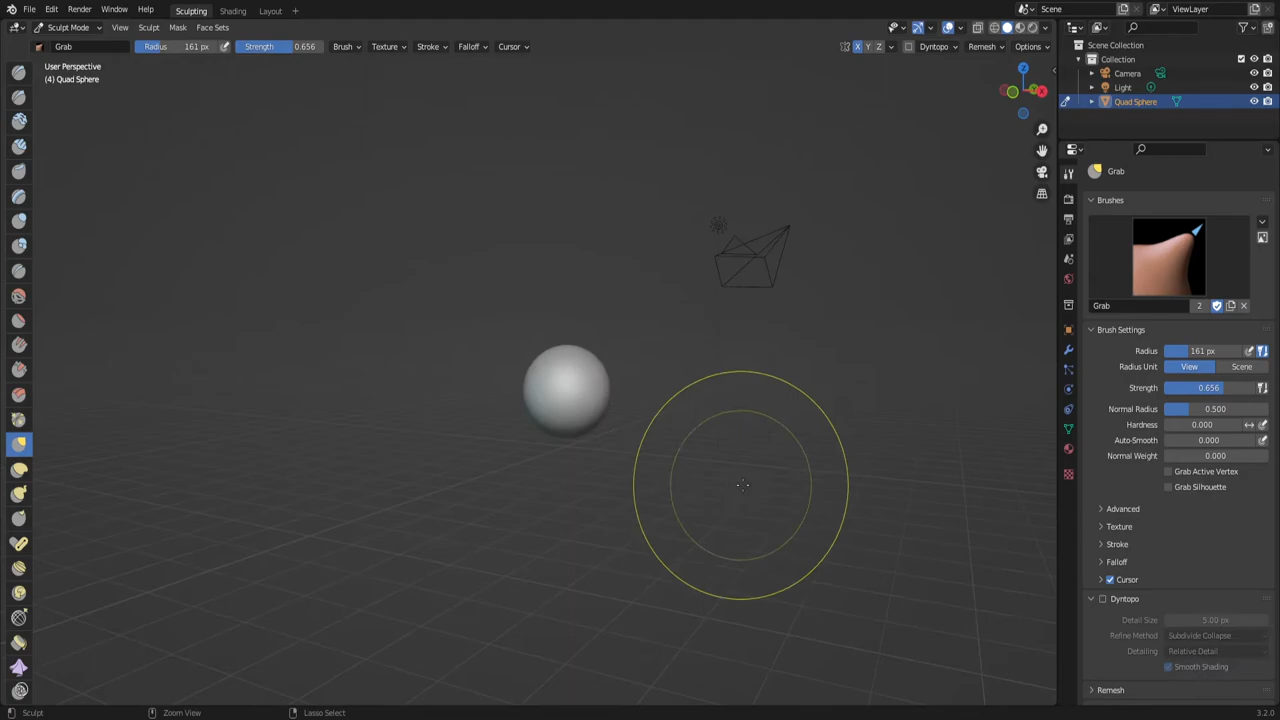 File Edit Render Window Help Sculpting Shading Layout Scene ViewLayer
Sculpt Mode View Sculpt Mask Face Sets
Grab Radius 161 px Strength 0.656 Brush Texture Stroke Falloff Cursor X Y Z Dyntopo Remesh Options
User Perspective
(4) Quad Sphere
Z
Y
X
Scene Collection
Collection
Camera
Light
Quad Sphere
Grab
Brushes
Grab 2
Brush Settings
Radius 161 px
Radius Unit View Scene
Strength 0.656
Normal Radius 0.500
Hardness 0.000
Auto-Smooth 0.000
Normal Weight 0.000
Grab Active Vertex
Grab Silhouette
Advanced
Texture
Stroke
Falloff
Cursor
Dyntopo
Detail Size 5.00 px
Refine Method Subdivide Collapse
Detailing Relative Detail
Smooth Shading
Remesh
Sculpt Zoom View Lasso Select 3.2.0